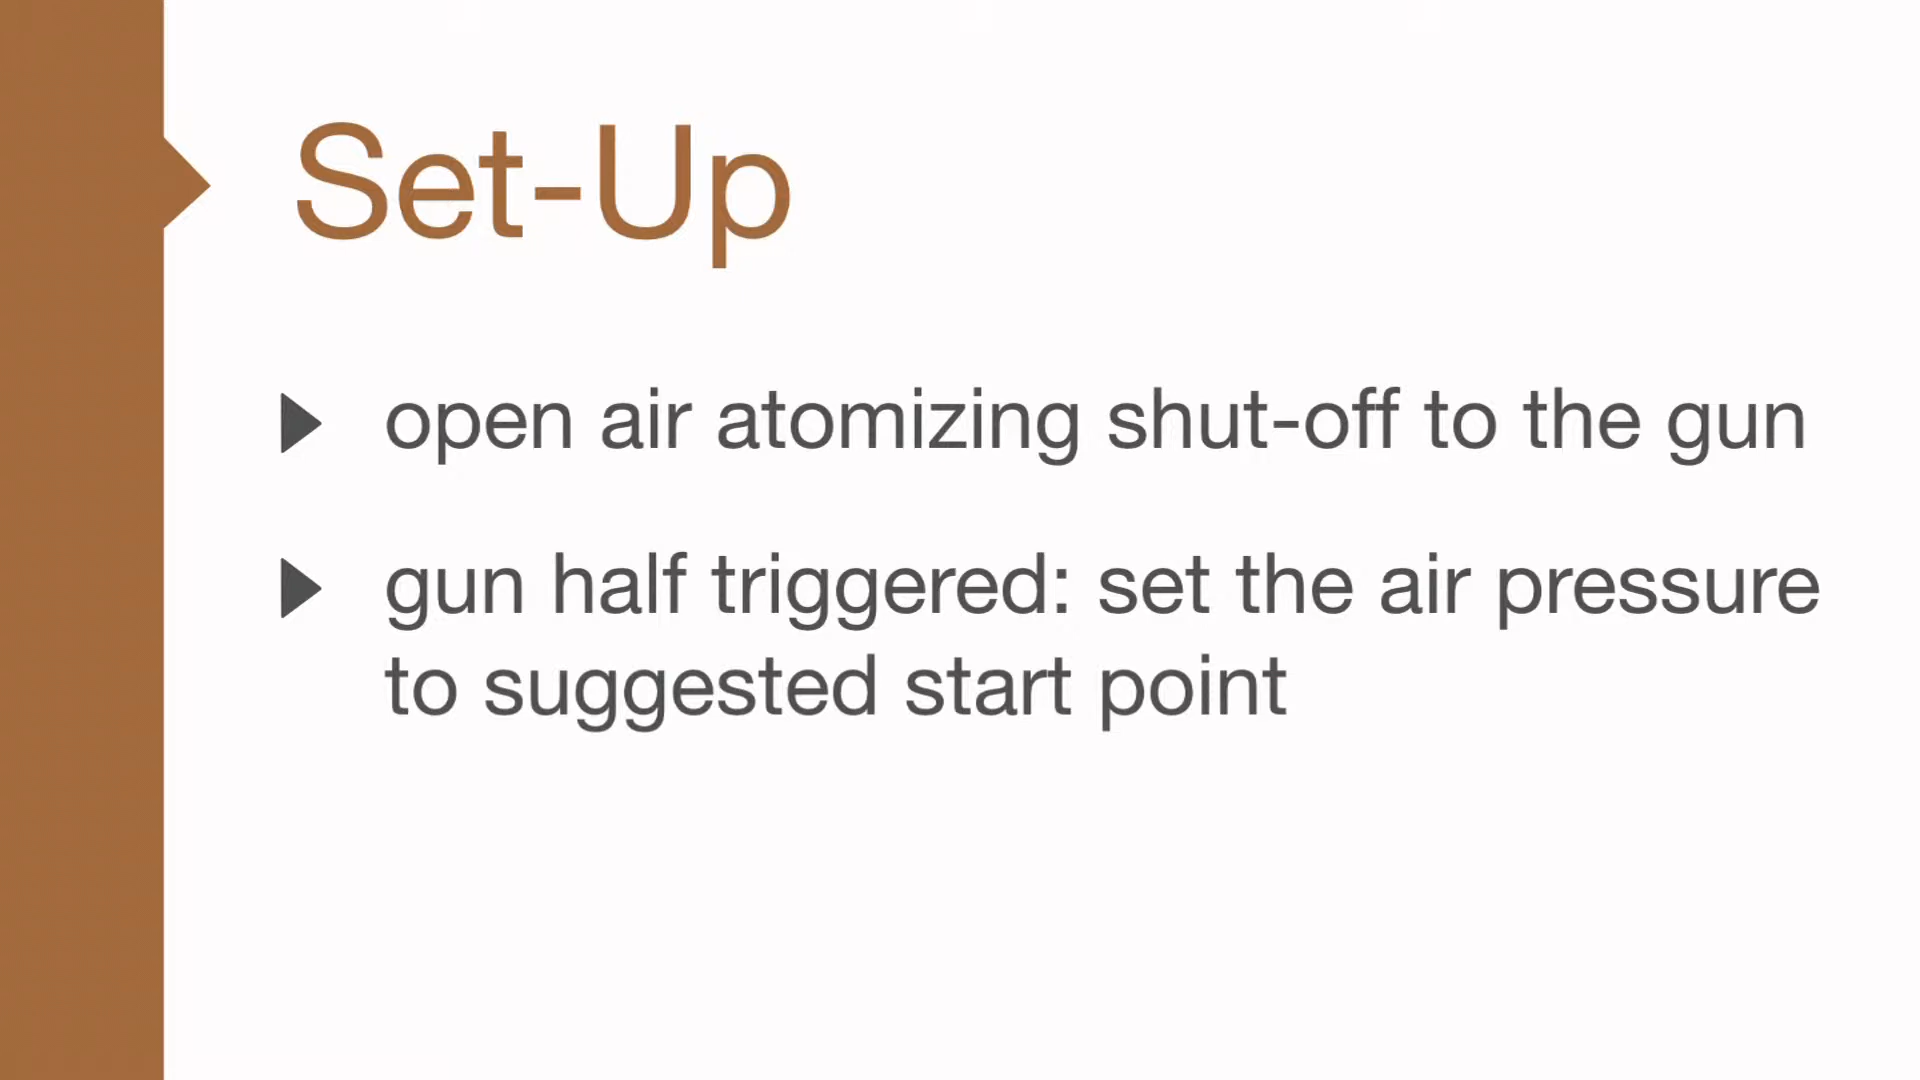 Set-Up
open air atomizing shut-off to the gun
gun half triggered: set the air pressure
to suggested start point